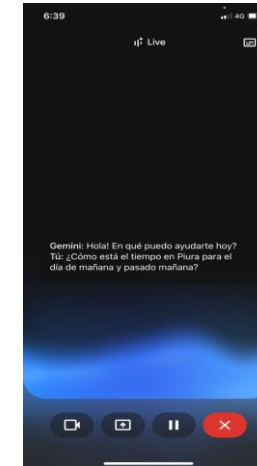 6:39
4G
Live
Gemini: Hola! En qué puedo ayudarte hoy?
Tú: ¿Cómo está el tiempo en Piura para el
día de mañana y pasado mañana?